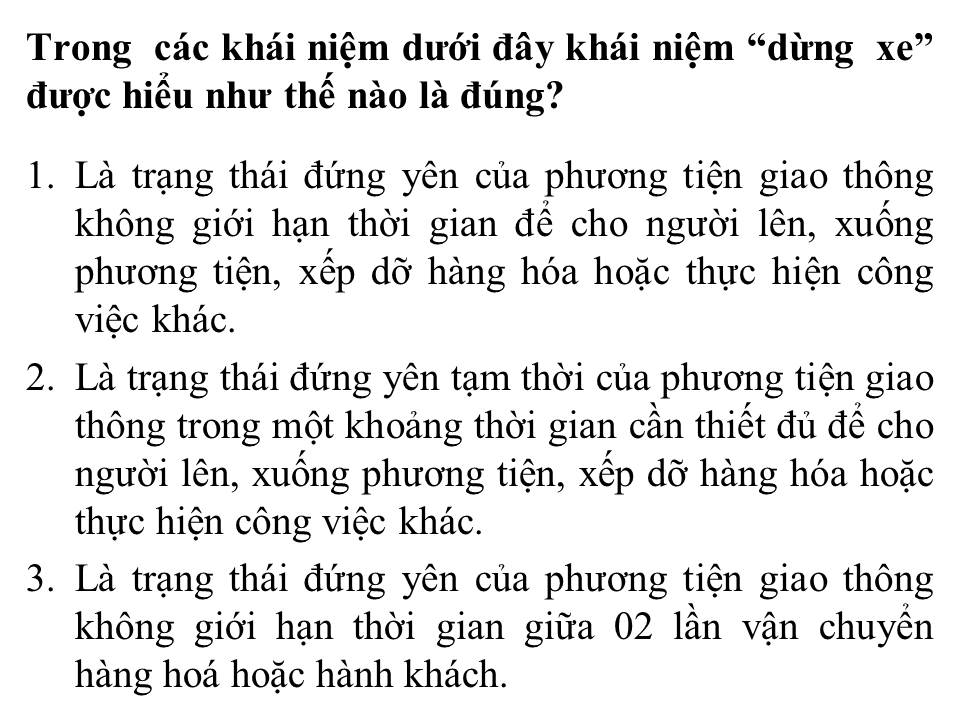 Trong các khái niệm dưới đây khái niệm “dừng xe”
được hiểu như thế nào là đúng?
1. Là trạng thái đứng yên của phương tiện giao thông
không giới hạn thời gian để cho người lên, xuống
phương tiện, xếp dỡ hàng hóa hoặc thực hiện công
việc khác.
2. Là trạng thái đứng yên tạm thời của phương tiện giao
thông trong một khoảng thời gian cần thiết đủ để cho
người lên, xuống phương tiện, xếp dỡ hàng hóa hoặc
thực hiện công việc khác.
3. Là trạng thái đứng yên của phương tiện giao thông
không giới hạn thời gian giữa 02 lần vận chuyển
hàng hoá hoặc hành khách.